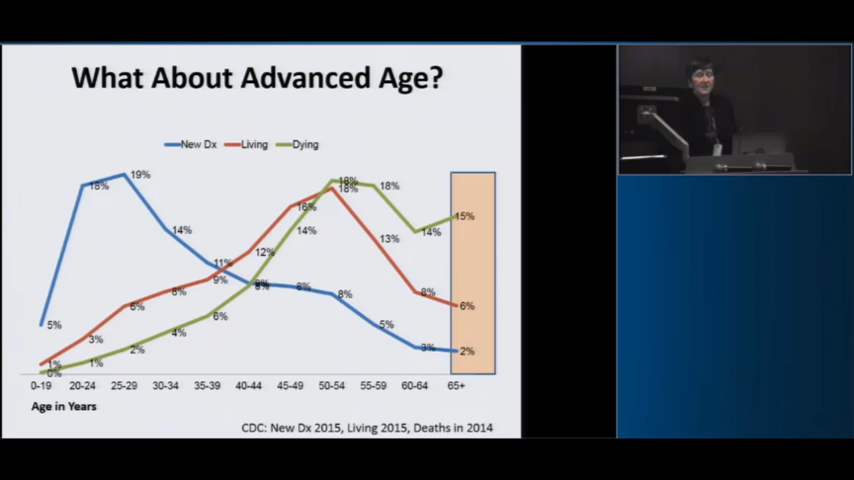 What About Advanced Age?
New Dx Living Dying
5% 18% 19% 14% 11% 8% 8% 8% 5% 3% 2%
1% 3% 6% 8% 9% 12% 16% 18% 13% 8% 6%
0% 1% 2% 4% 6% 14% 18% 18% 14% 15%
0-19 20-24 25-29 30-34 35-39 40-44 45-49 50-54 55-59 60-64 65+
Age in Years
CDC: New Dx 2015, Living 2015, Deaths in 2014